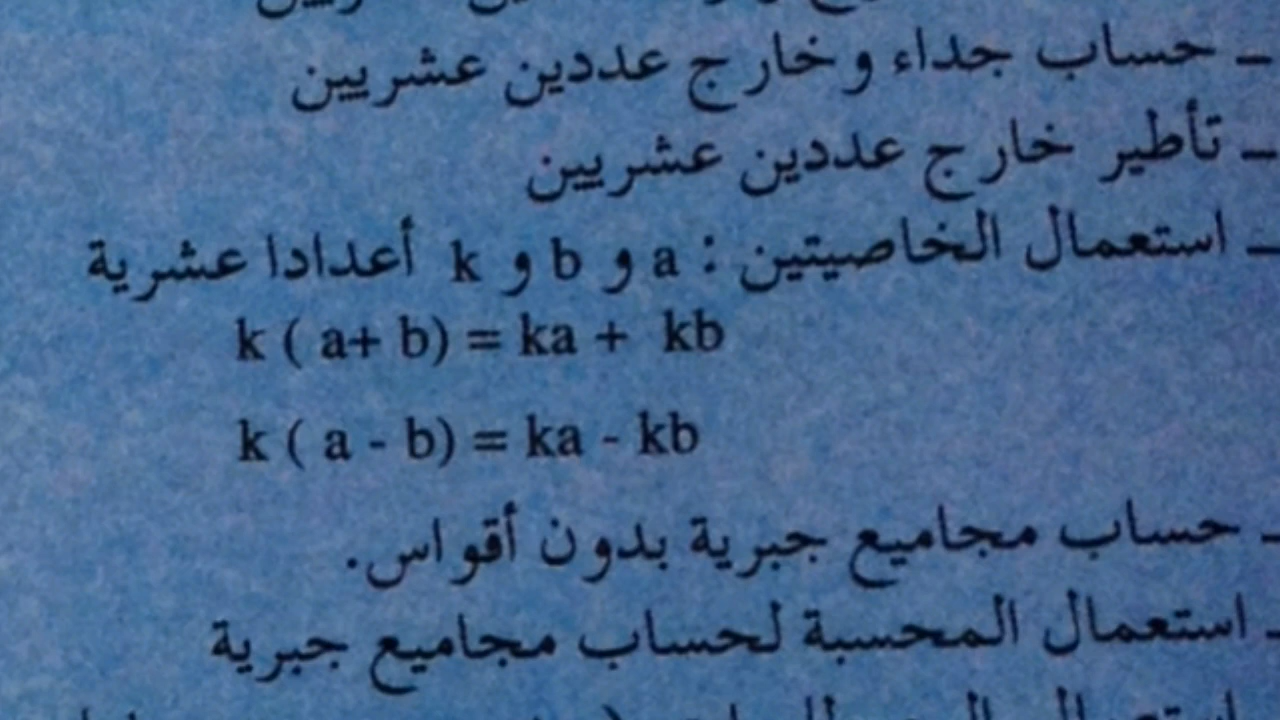 ـ حساب جداء و خارج عددين عشريين
ـ تأطير خارج عددين عشريين
ـ استعمال الخاصيتين : a و b و k أعدادا عشرية
k ( a+ b) = ka + kb
k ( a - b) = ka - kb
ـ حساب مجاميع جبرية بدون أقواس.
ـ استعمال المحسبة لحساب مجاميع جبرية